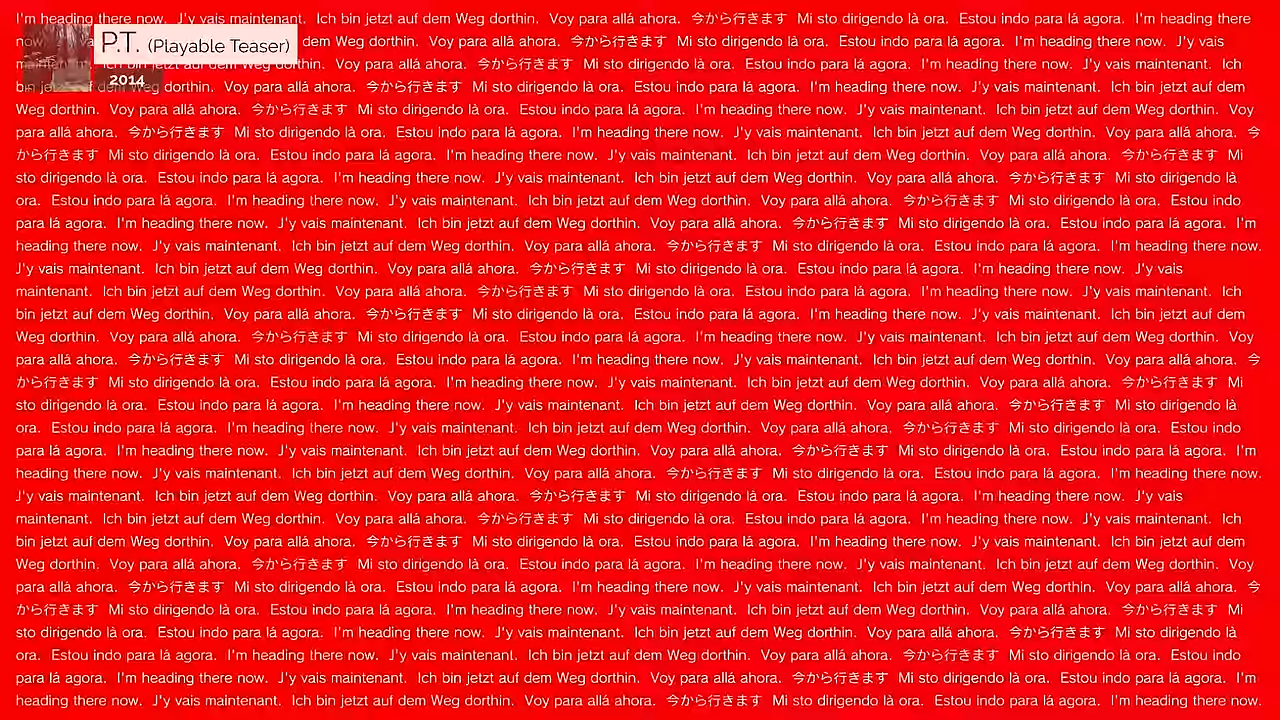 I'm heading there now. J'y vais maintenant. Ich bin jetzt auf dem Weg dorthin. Voy para allá ahora. 今から行きます Mi sto dirigendo là ora. Estou indo para lá agora. I'm heading there
now. dem Weg dorthin. Voy para allá ahora. 今から行きます Mi sto dirigendo là ora. Estou indo para lá agora. I'm heading there now. J'y vais
P.T. (Playable Teaser)
maintenant. Ich bin jetzt auf dem Weg dorthin. Voy para allá ahora. 今から行きます Mi sto dirigendo là ora. Estou indo para lá agora. I'm heading there now. J'y vais maintenant. Ich
2014
bin jetzt auf dem Weg dorthin. Voy para allá ahora. 今から行きます Mi sto dirigendo là ora. Estou indo para lá agora. I'm heading there now. J'y vais maintenant. Ich bin jetzt auf dem
Weg dorthin. Voy para allá ahora. 今から行きます Mi sto dirigendo là ora. Estou indo para lá agora. I'm heading there now. J'y vais maintenant. Ich bin jetzt auf dem Weg dorthin. Voy
para allá ahora. 今から行きます Mi sto dirigendo là ora. Estou indo para lá agora. I'm heading there now. J'y vais maintenant. Ich bin jetzt auf dem Weg dorthin. Voy para allá ahora. 今
から行きます Mi sto dirigendo là ora. Estou indo para lá agora. I'm heading there now. J'y vais maintenant. Ich bin jetzt auf dem Weg dorthin. Voy para allá ahora. 今から行きます Mi
sto dirigendo là ora. Estou indo para lá agora. I'm heading there now. J'y vais maintenant. Ich bin jetzt auf dem Weg dorthin. Voy para allá ahora. 今から行きます Mi sto dirigendo là
ora. Estou indo para lá agora. I'm heading there now. J'y vais maintenant. Ich bin jetzt auf dem Weg dorthin. Voy para allá ahora. 今から行きます Mi sto dirigendo là ora. Estou indo
para lá agora. I'm heading there now. J'y vais maintenant. Ich bin jetzt auf dem Weg dorthin. Voy para allá ahora. 今から行きます Mi sto dirigendo là ora. Estou indo para lá agora. I'm
heading there now. J'y vais maintenant. Ich bin jetzt auf dem Weg dorthin. Voy para allá ahora. 今から行きます Mi sto dirigendo là ora. Estou indo para lá agora. I'm heading there now.
J'y vais maintenant. Ich bin jetzt auf dem Weg dorthin. Voy para allá ahora. 今から行きます Mi sto dirigendo là ora. Estou indo para lá agora. I'm heading there now. J'y vais
maintenant. Ich bin jetzt auf dem Weg dorthin. Voy para allá ahora. 今から行きます Mi sto dirigendo là ora. Estou indo para lá agora. I'm heading there now. J'y vais maintenant. Ich
bin jetzt auf dem Weg dorthin. Voy para allá ahora. 今から行きます Mi sto dirigendo là ora. Estou indo para lá agora. I'm heading there now. J'y vais maintenant. Ich bin jetzt auf dem
Weg dorthin. Voy para allá ahora. 今から行きます Mi sto dirigendo là ora. Estou indo para lá agora. I'm heading there now. J'y vais maintenant. Ich bin jetzt auf dem Weg dorthin. Voy
para allá ahora. 今から行きます Mi sto dirigendo là ora. Estou indo para lá agora. I'm heading there now. J'y vais maintenant. Ich bin jetzt auf dem Weg dorthin. Voy para allá ahora. 今
から行きます Mi sto dirigendo là ora. Estou indo para lá agora. I'm heading there now. J'y vais maintenant. Ich bin jetzt auf dem Weg dorthin. Voy para allá ahora. 今から行きます Mi
sto dirigendo là ora. Estou indo para lá agora. I'm heading there now. J'y vais maintenant. Ich bin jetzt auf dem Weg dorthin. Voy para allá ahora. 今から行きます Mi sto dirigendo là
ora. Estou indo para lá agora. I'm heading there now. J'y vais maintenant. Ich bin jetzt auf dem Weg dorthin. Voy para allá ahora. 今から行きます Mi sto dirigendo là ora. Estou indo
para lá agora. I'm heading there now. J'y vais maintenant. Ich bin jetzt auf dem Weg dorthin. Voy para allá ahora. 今から行きます Mi sto dirigendo là ora. Estou indo para lá agora. I'm
heading there now. J'y vais maintenant. Ich bin jetzt auf dem Weg dorthin. Voy para allá ahora. 今から行きます Mi sto dirigendo là ora. Estou indo para lá agora. I'm heading there now.
J'y vais maintenant. Ich bin jetzt auf dem Weg dorthin. Voy para allá ahora. 今から行きます Mi sto dirigendo là ora. Estou indo para lá agora. I'm heading there now. J'y vais
maintenant. Ich bin jetzt auf dem Weg dorthin. Voy para allá ahora. 今から行きます Mi sto dirigendo là ora. Estou indo para lá agora. I'm heading there now. J'y vais maintenant. Ich
bin jetzt auf dem Weg dorthin. Voy para allá ahora. 今から行きます Mi sto dirigendo là ora. Estou indo para lá agora. I'm heading there now. J'y vais maintenant. Ich bin jetzt auf dem
Weg dorthin. Voy para allá ahora. 今から行きます Mi sto dirigendo là ora. Estou indo para lá agora. I'm heading there now. J'y vais maintenant. Ich bin jetzt auf dem Weg dorthin. Voy
para allá ahora. 今から行きます Mi sto dirigendo là ora. Estou indo para lá agora. I'm heading there now. J'y vais maintenant. Ich bin jetzt auf dem Weg dorthin. Voy para allá ahora. 今
から行きます Mi sto dirigendo là ora. Estou indo para lá agora. I'm heading there now. J'y vais maintenant. Ich bin jetzt auf dem Weg dorthin. Voy para allá ahora. 今から行きます Mi
sto dirigendo là ora. Estou indo para lá agora. I'm heading there now. J'y vais maintenant. Ich bin jetzt auf dem Weg dorthin. Voy para allá ahora. 今から行きます Mi sto dirigendo là
ora. Estou indo para lá agora. I'm heading there now. J'y vais maintenant. Ich bin jetzt auf dem Weg dorthin. Voy para allá ahora. 今から行きます Mi sto dirigendo là ora. Estou indo
para lá agora. I'm heading there now. J'y vais maintenant. Ich bin jetzt auf dem Weg dorthin. Voy para allá ahora. 今から行きます Mi sto dirigendo là ora. Estou indo para lá agora. I'm
heading there now. J'y vais maintenant. Ich bin jetzt auf dem Weg dorthin. Voy para allá ahora. 今から行きます Mi sto dirigendo là ora. Estou indo para lá agora. I'm heading there now.